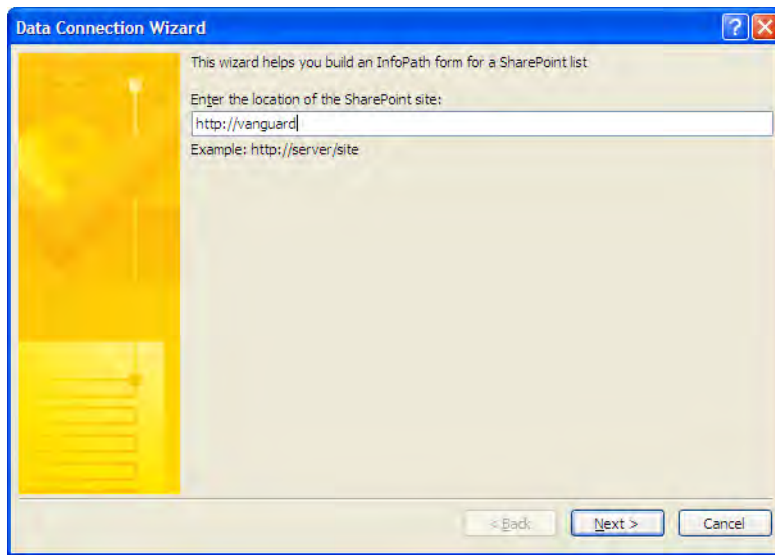 Data Connection Wizard
This wizard helps you build an InfoPath form for a SharePoint list
Enter the location of the SharePoint site:
http://vanguard
Example: http://server/site
< Back
Next >
Cancel